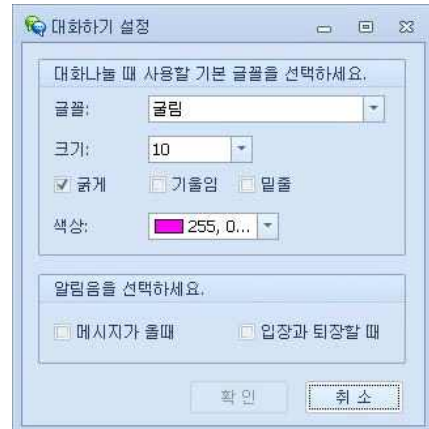 대화하기 설정
대화나눌 때 사용할 기본 글꼴을 선택하세요.
글꼴: 굴림
크기: 10
굵게 기울임 밑줄
색상: 255, 0...
알림음을 선택하세요.
메시지가 올때 입장과 퇴장할 때
확 인 취 소